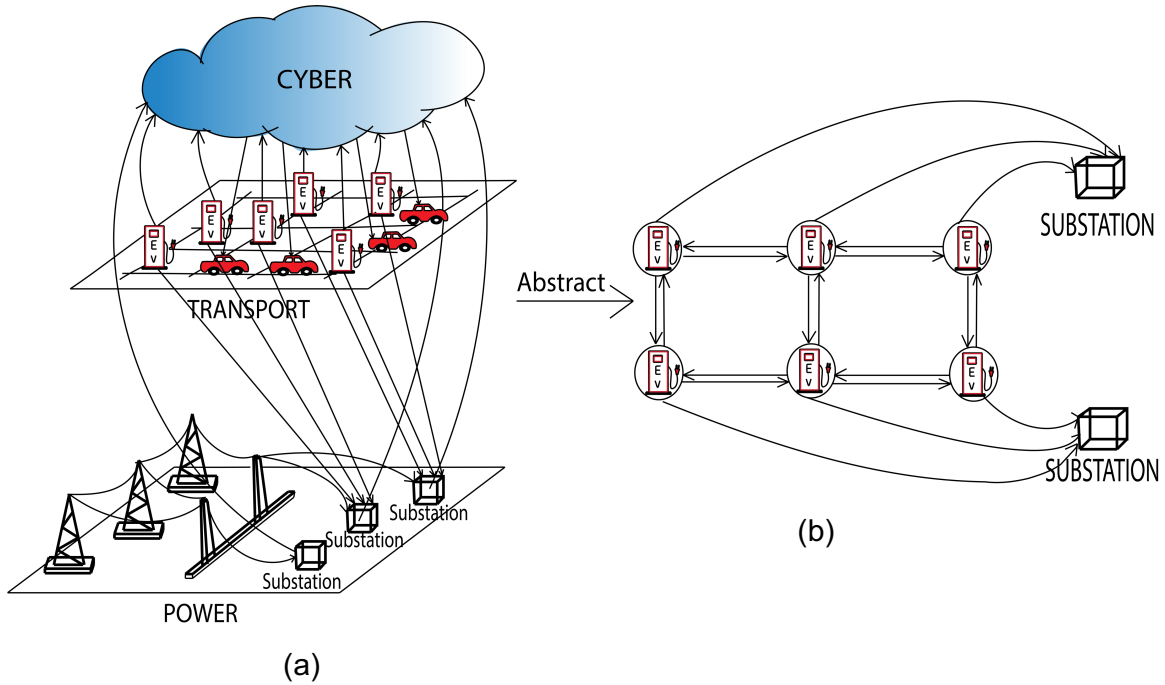 CYBER
E
V
E
V
E
V
E
V
E
V
E
V
TRANSPORT
Substation
Substation
Substation
POWER
(a)
Abstract
SUBSTATION
E
V
E
V
E
V
E
V
E
V
E
V
SUBSTATION
(b)